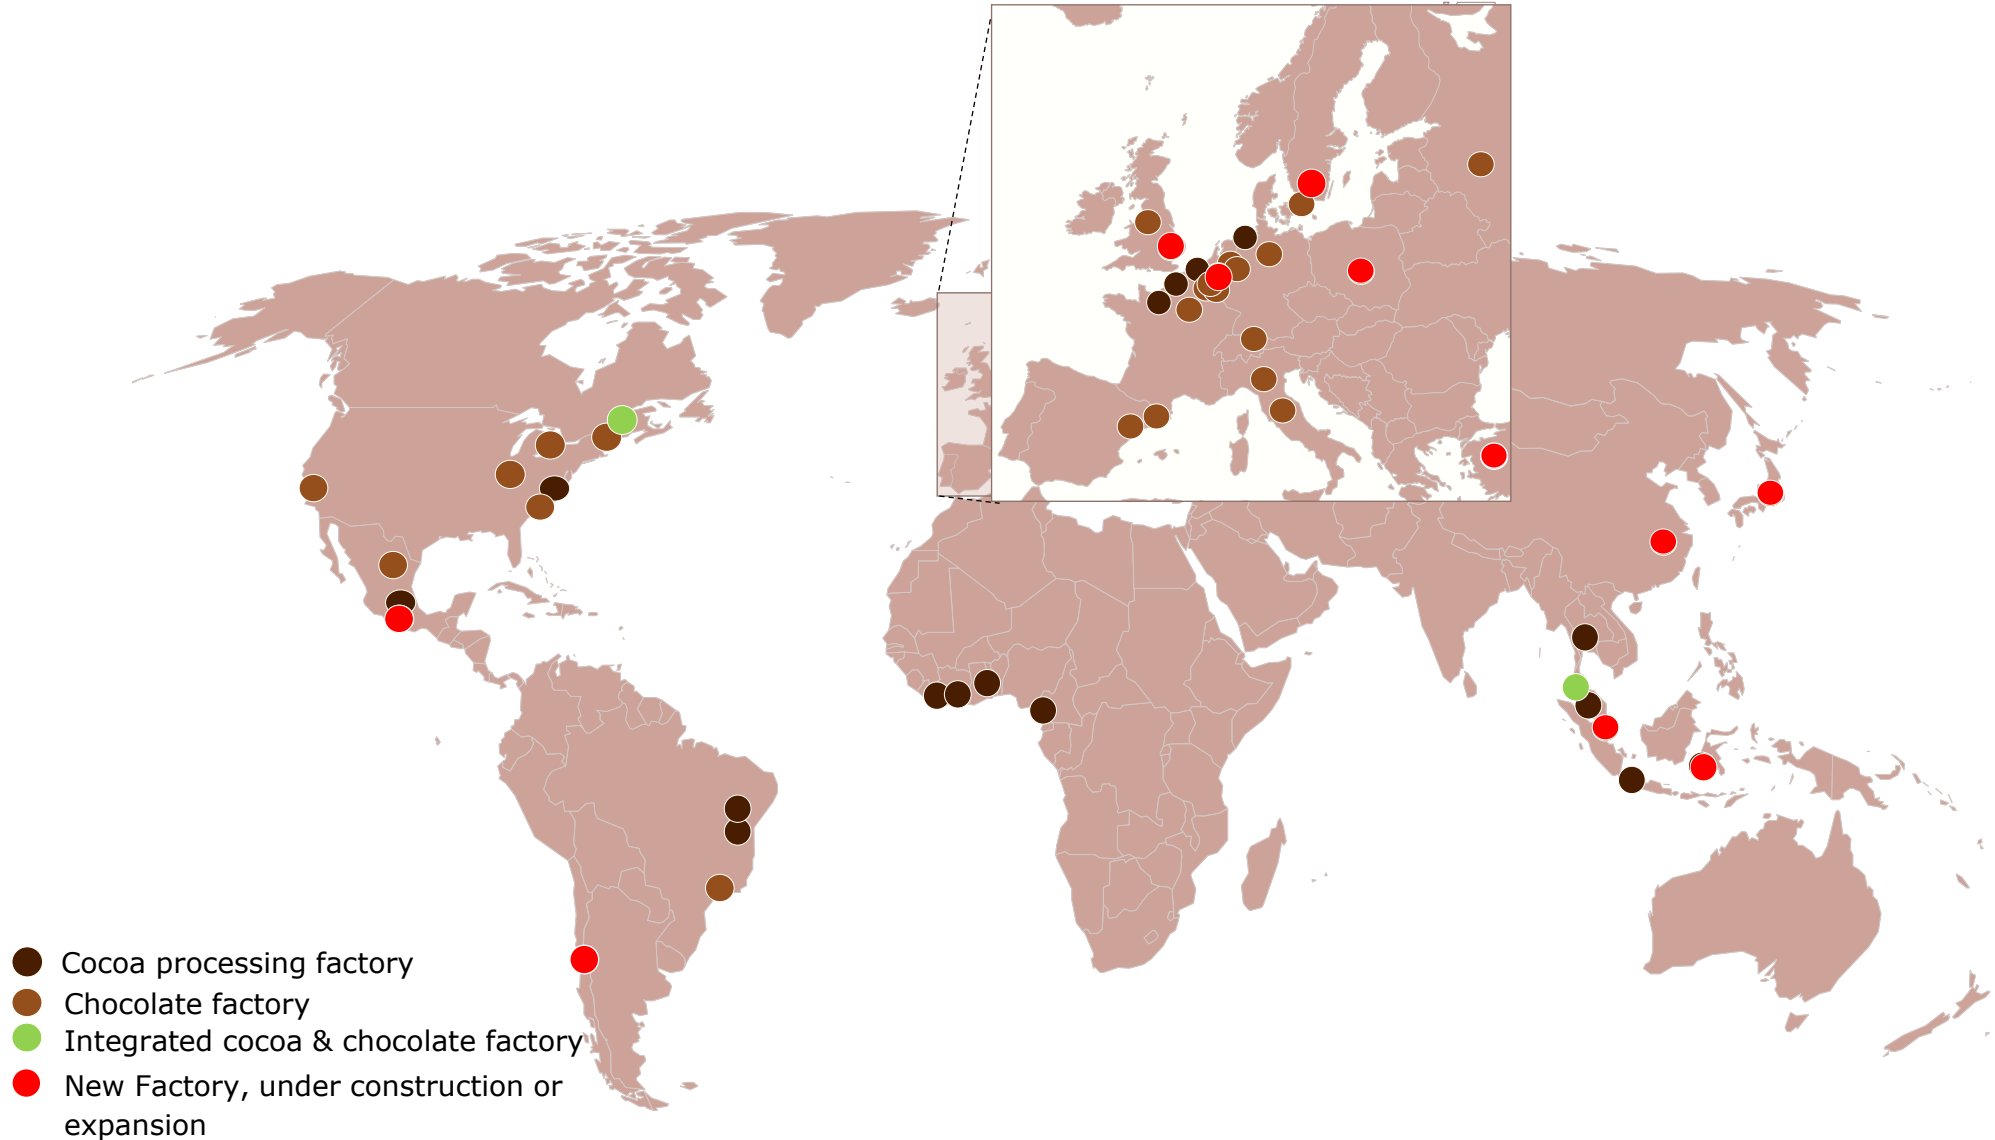 Cocoa processing factory
Chocolate factory
Integrated cocoa & chocolate factory
New Factory, under construction or
expansion